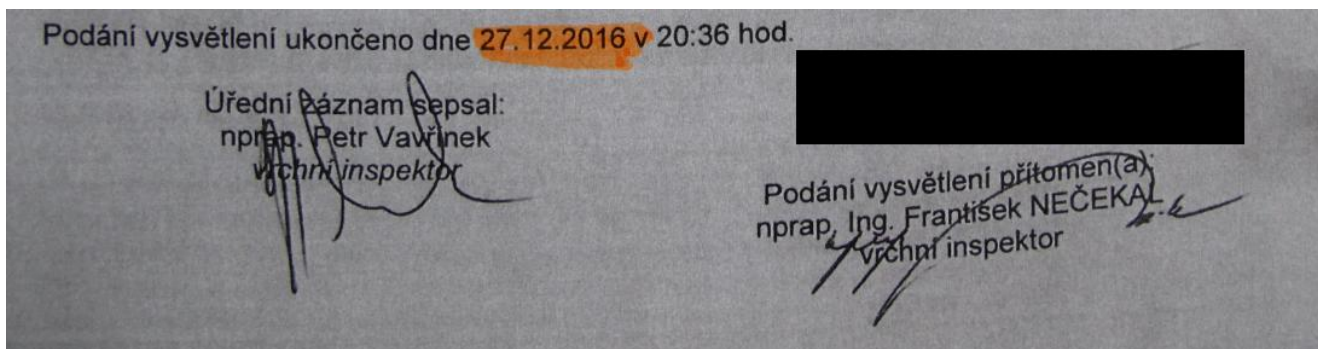 Podání vysvětlení ukončeno dne 27.12.2016 v 20:36 hod.
Úřední záznam sepsal:
nprap. Petr Vavřinek
vrchní inspektor
Podání vysvětlení přítomen(a):
nprap, Ing. František NEČEKAL
vrchní inspektor